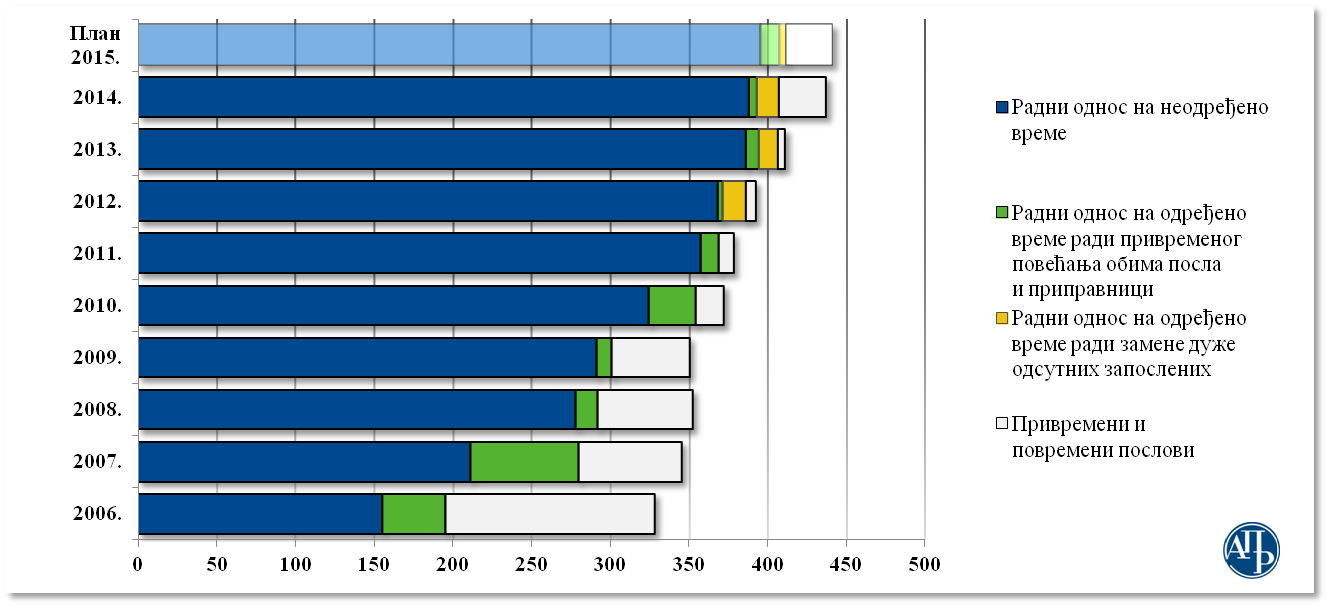 План
2015.
2014.
2013.
2012.
2011.
2010.
2009.
2008.
2007.
2006.
0 50 100 150 200 250 300 350 400 450 500
Радни однос на неодређено
време
Радни однос на одређено
време ради привременог
повећања обима посла
и приправници
Радни однос на одређено
време ради замене дуже
одсутних запослених
Привремени и
повремени послови
АПР